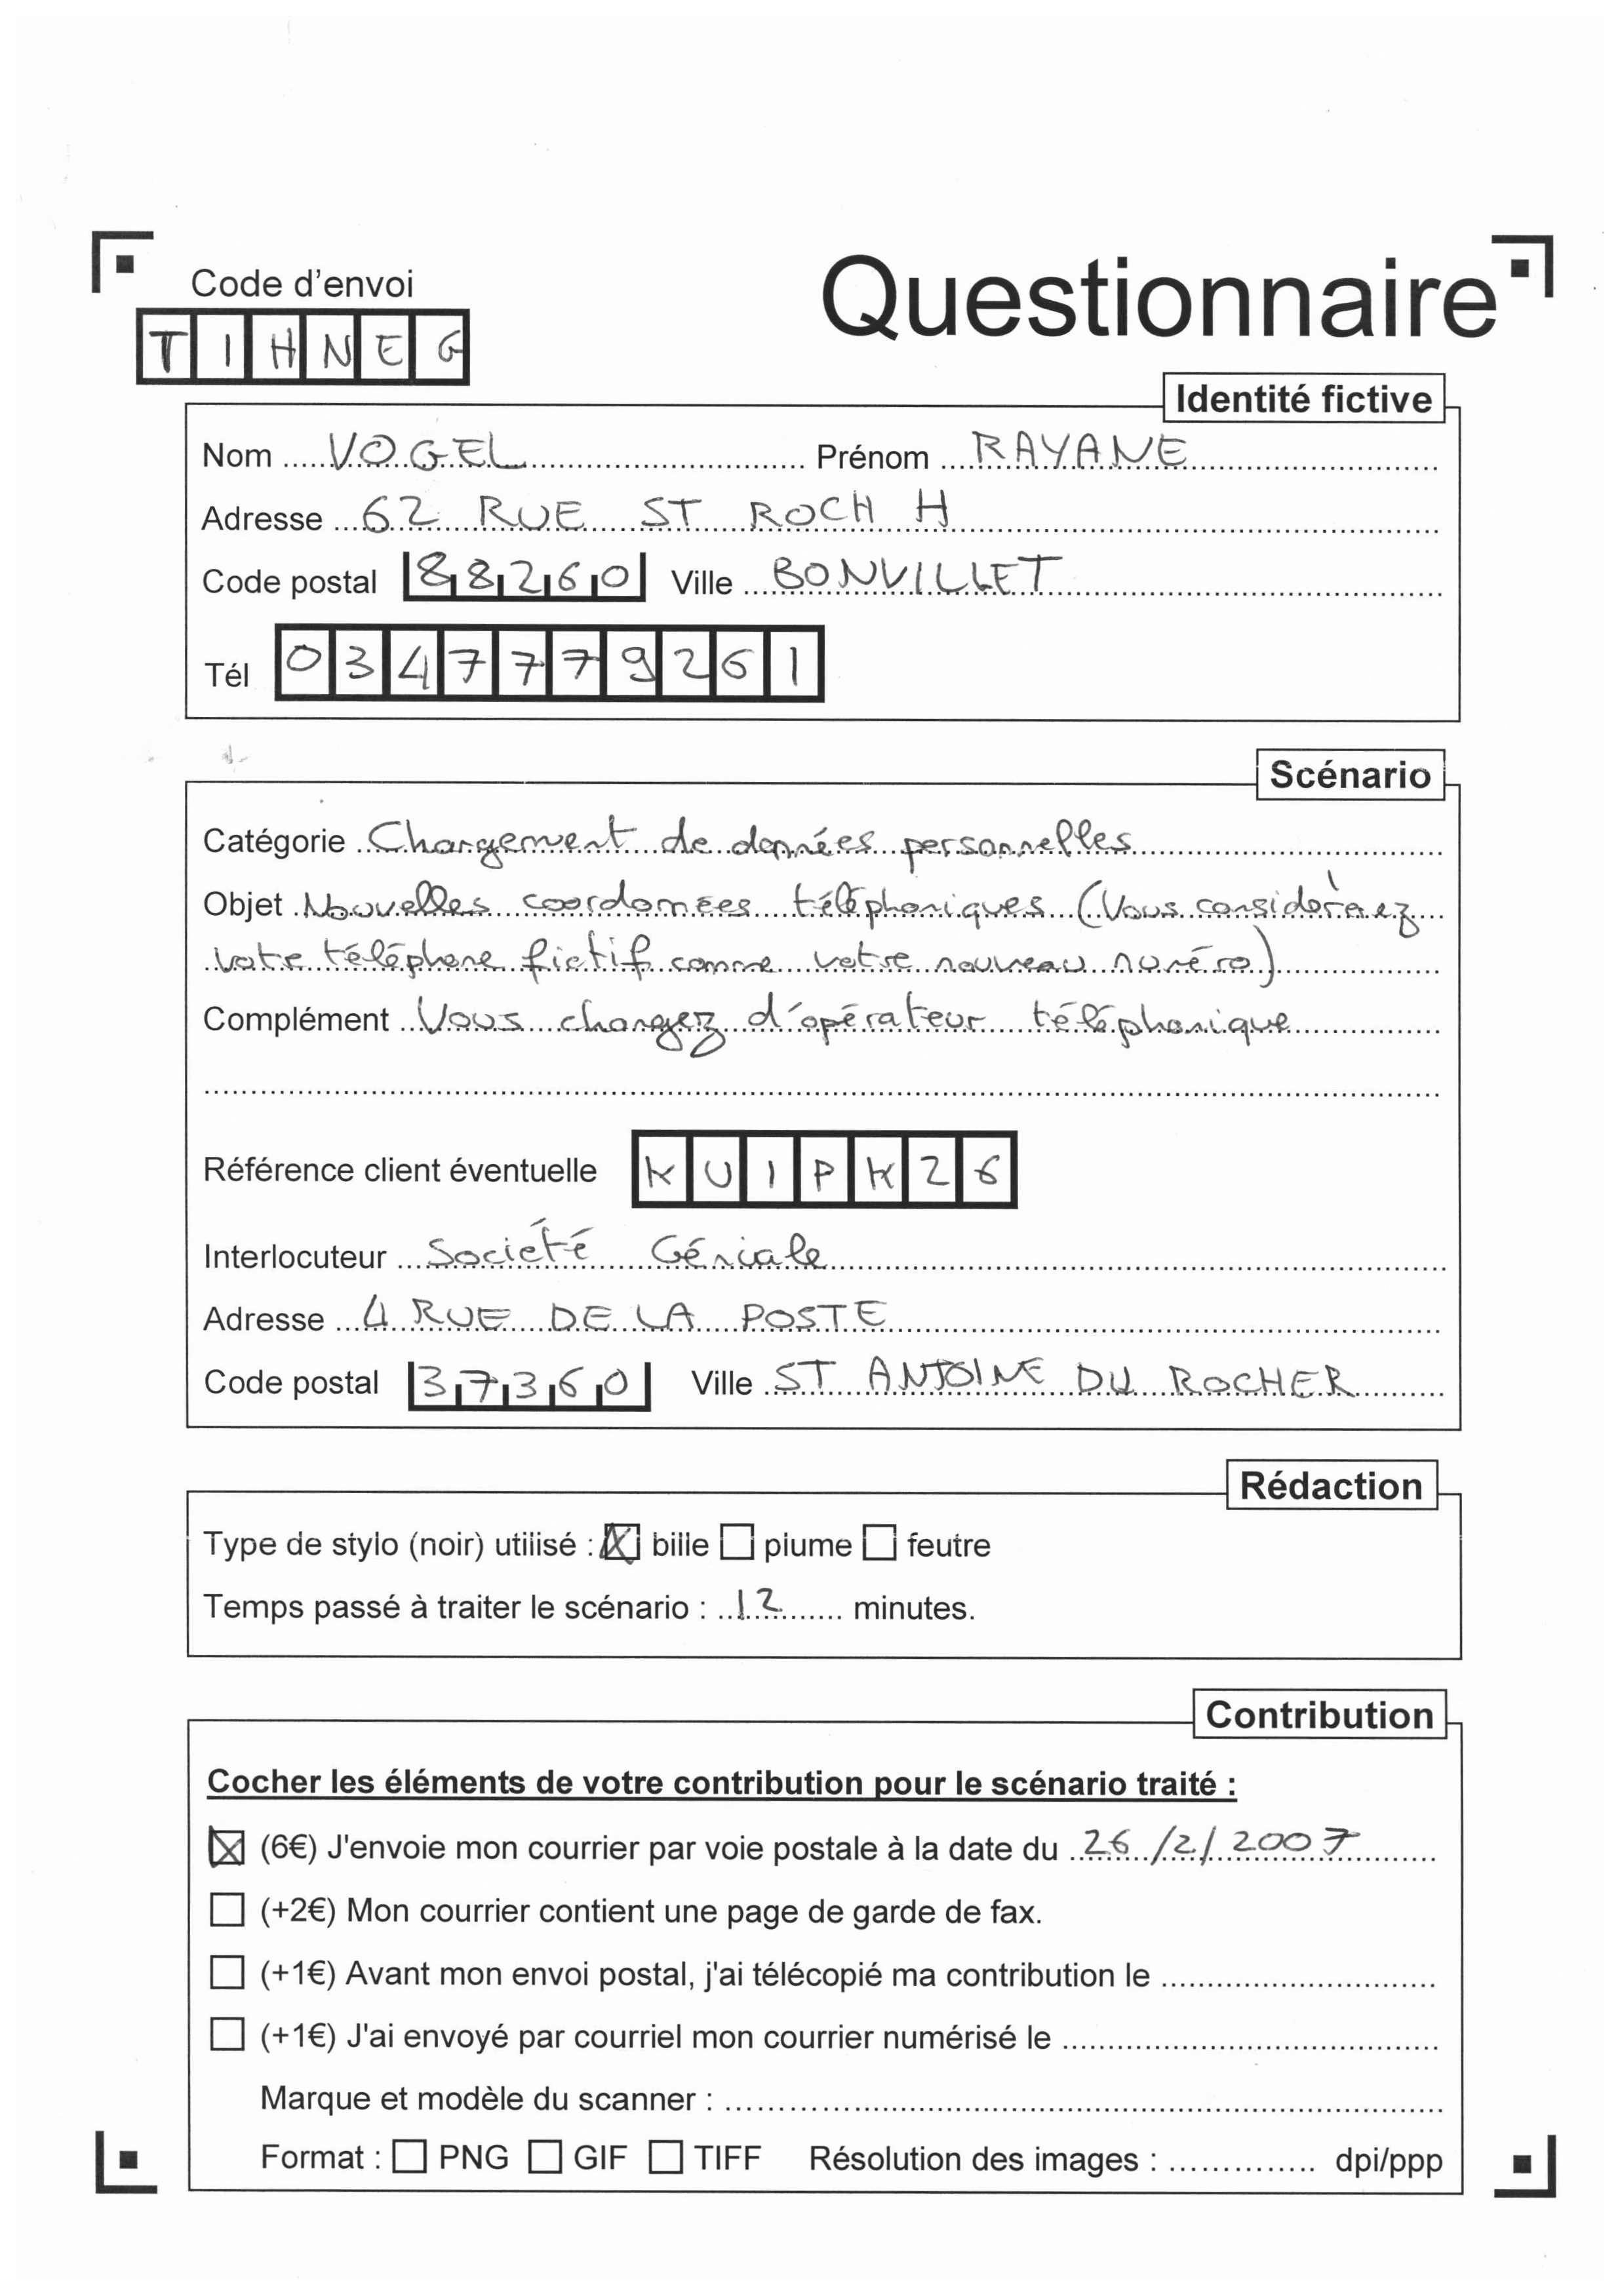 Code d'envoi
Questionnaire
TIHNEG
Identité fictive
Nom VOGEL Prénom RAYANE
Adresse 62 RUE ST ROCH H
Code postal 88260 Ville BONVILLET
Tél 0347779261
Scénario
Catégorie Changement de données personnelles
Objet Nouvelles coordonnées téléphoniques (Vous considèrerez
votre téléphone fictif comme votre nouveau numéro)
Complément Vous changez d'opérateur téléphonique
Référence client éventuelle KUIPK26
Interlocuteur Société Géniale
Adresse 4 RUE DE LA POSTE
Code postal 37360 Ville ST ANTOINE DU ROCHER
Rédaction
Type de stylo (noir) utilisé : bille plume feutre
Temps passé à traiter le scénario : 12 minutes.
Contribution
Cocher les éléments de votre contribution pour le scénario traité :
(6€) J'envoie mon courrier par voie postale à la date du 26/2/2007
(+2€) Mon courrier contient une page de garde de fax.
(+1€) Avant mon envoi postal, j'ai télécopié ma contribution le
(+1€) J'ai envoyé par courriel mon courrier numérisé le
Marque et modèle du scanner :
Format : PNG GIF TIFF Résolution des images : dpi/ppp